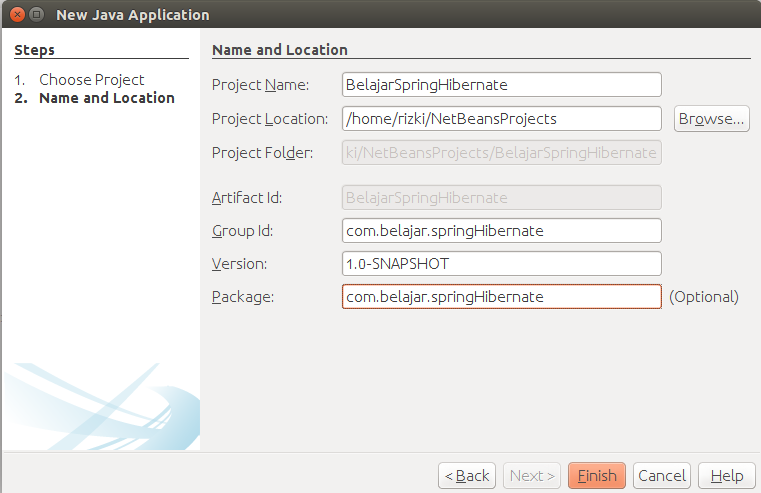 New Java Application
Steps
1. Choose Project
2. Name and Location
Name and Location
Project Name: BelajarSpringHibernate
Project Location: /home/rizki/NetBeansProjects Browse...
Project Folder: ki/NetBeansProjects/BelajarSpringHibernate
Artifact Id: BelajarSpringHibernate
Group Id: com.belajar.springHibernate
Version: 1.0-SNAPSHOT
Package: com.belajar.springHibernate (Optional)
< Back Next > Finish Cancel Help